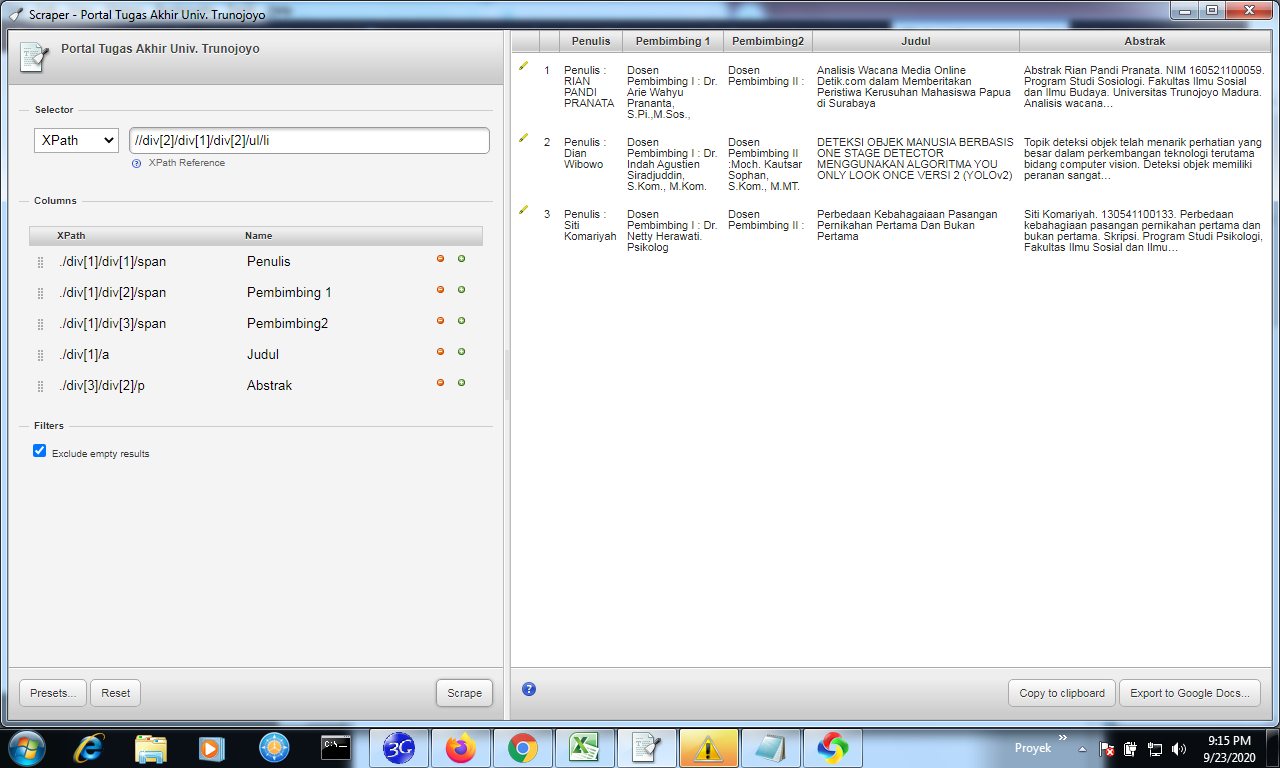 Scraper - Portal Tugas Akhir Univ. Trunojoyo
Portal Tugas Akhir Univ. Trunojoyo
Selector
XPath
//div[2]/div[1]/div[2]/ul/li
XPath Reference
Columns
XPath Name
./div[1]/div[1]/span Penulis
./div[1]/div[2]/span Pembimbing 1
./div[1]/div[3]/span Pembimbing2
./div[1]/a Judul
./div[3]/div[2]/p Abstrak
Filters
Exclude empty results
Presets...
Reset
Scrape
Penulis Pembimbing 1 Pembimbing2 Judul Abstrak
1
Penulis :
RIAN
PANDI
PRANATA
Dosen
Pembimbing I : Dr.
Arie Wahyu
Prananta,
S.Pi.,M.Sos.,
Dosen
Pembimbing II :
Analisis Wacana Media Online
Detik.com dalam Memberitakan
Peristiwa Kerusuhan Mahasiswa Papua
di Surabaya
Abstrak Rian Pandi Pranata. NIM 160521100059.
Program Studi Sosiologi. Fakultas Ilmu Sosial
dan Ilmu Budaya. Universitas Trunojoyo Madura.
Analisis wacana…
2
Penulis :
Dian
Wibowo
Dosen
Pembimbing I : Dr.
Indah Agustien
Siradjuddin,
S.Kom., M.Kom.
Dosen
Pembimbing II
:Moch. Kautsar
Sophan,
S.Kom., M.MT.
DETEKSI OBJEK MANUSIA BERBASIS
ONE STAGE DETECTOR
MENGGUNAKAN ALGORITMA YOU
ONLY LOOK ONCE VERSI 2 (YOLOv2)
Topik deteksi objek telah menarik perhatian yang
besar dalam perkembangan teknologi terutama
bidang computer vision. Deteksi objek memiliki
peranan sangat…
3
Penulis :
Siti
Komariyah
Dosen
Pembimbing I : Dr.
Netty Herawati.
Psikolog
Dosen
Pembimbing II :
Perbedaan Kebahagaiaan Pasangan
Pernikahan Pertama Dan Bukan
Pertama
Siti Komariyah. 130541100133. Perbedaan
kebahagiaan pasangan pernikahan pertama dan
bukan pertama. Skripsi. Program Studi Psikologi,
Fakultas Ilmu Sosial dan Ilmu…
Copy to clipboard
Export to Google Docs...
C:\_
3G
Proyek
9:15 PM
9/23/2020